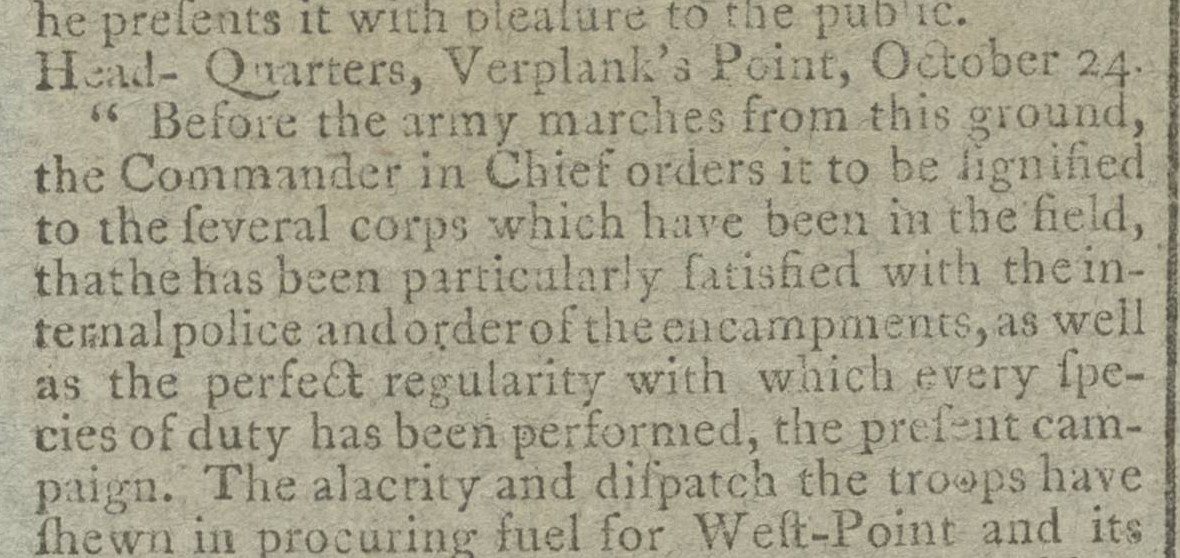 he preſents it with pleaſure to the public.
Head- Quarters, Verplank's Point, October 24.
“ Before the army marches from this ground,
the Commander in Chief orders it to be ſignified
to the ſeveral corps which have been in the field,
thathe has been particularly ſatisfied with the in-
ternal police and order of the encampments, as well
as the perfect regularity with which every ſpe-
cies of duty has been performed, the preſent cam-
paign. The alacrity and diſpatch the troops have
ſhewn in procuring fuel for Weſt-Point and its